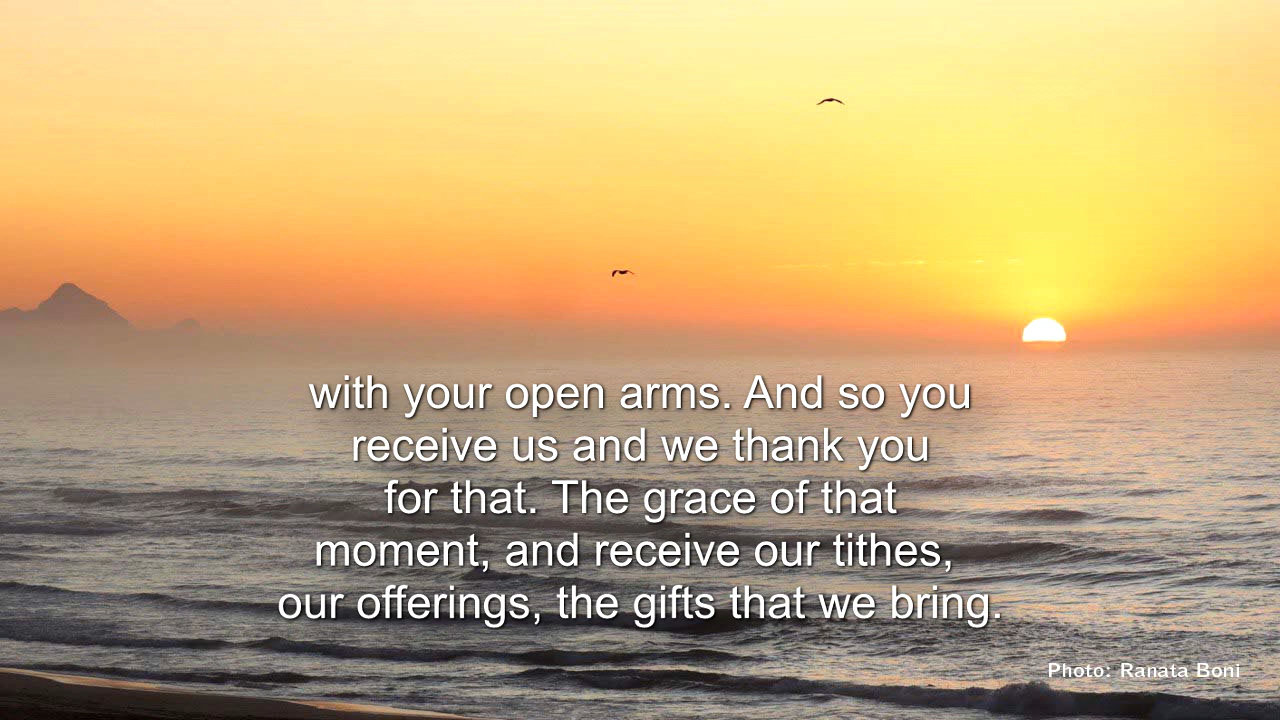 with your open arms. And so you
receive us and we thank you
for that. The grace of that
moment, and receive our tithes,
our offerings, the gifts that we bring.
Photo: Ranata Boni